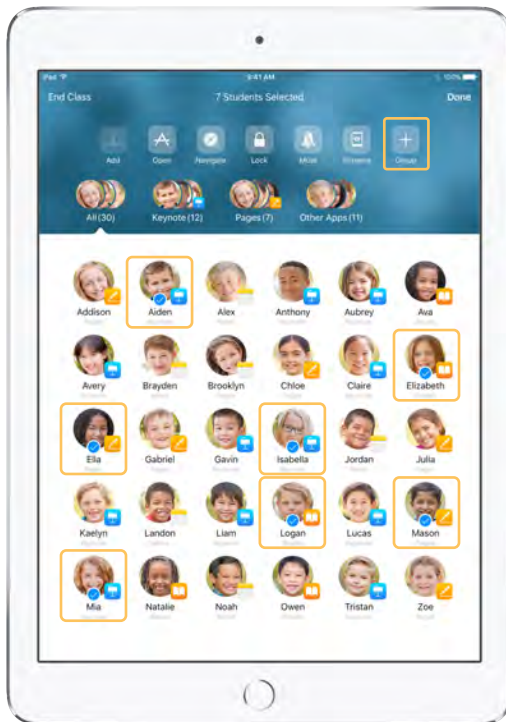 iPad 9:41 AM 100%
End Class 7 Students Selected Done
Add Open Navigate Lock Mute Screens Group
All (30) Keynote (12) Pages (7) Other Apps (11)
Addison Aiden Alex Anthony Aubrey Ava
Avery Brayden Brooklyn Chloe Claire Elizabeth
Ella Gabriel Gavin Isabella Jordan Julia
Kaelyn Landon Liam Logan Lucas Mason
Mia Natalie Noah Owen Tristan Zoe